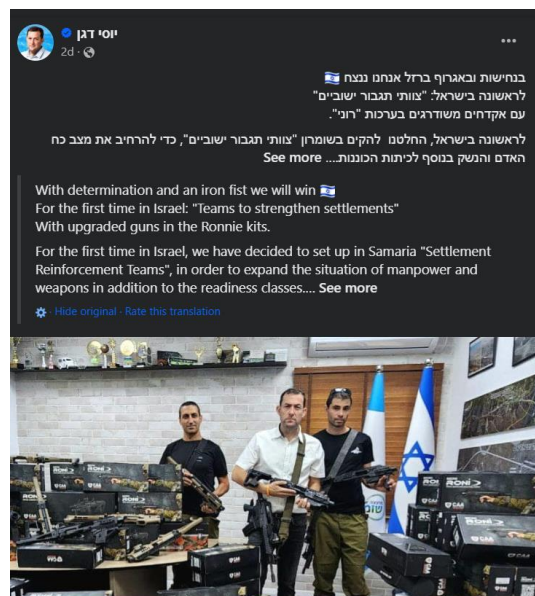 יוסי דגן
2d
בנחישות ובאגרוף ברזל אנחנו ננצח
לראשונה בישראל: "צוותי תגבור ישוביים"
עם אקדחים משודרגים בערכות "רוני".
לראשונה בישראל, החלטנו להקים בשומרון "צוותי תגבור ישוביים", כדי להרחיב את מצב כח
האדם והנשק בנוסף לכיתות הכוננות.... See more
With determination and an iron fist we will win
For the first time in Israel: "Teams to strengthen settlements"
With upgraded guns in the Ronnie kits.
For the first time in Israel, we have decided to set up in Samaria "Settlement
Reinforcement Teams", in order to expand the situation of manpower and
weapons in addition to the readiness classes.... See more
· Hide original · Rate this translation
RONI
RONI
RONI
RONI
CAA
CAA